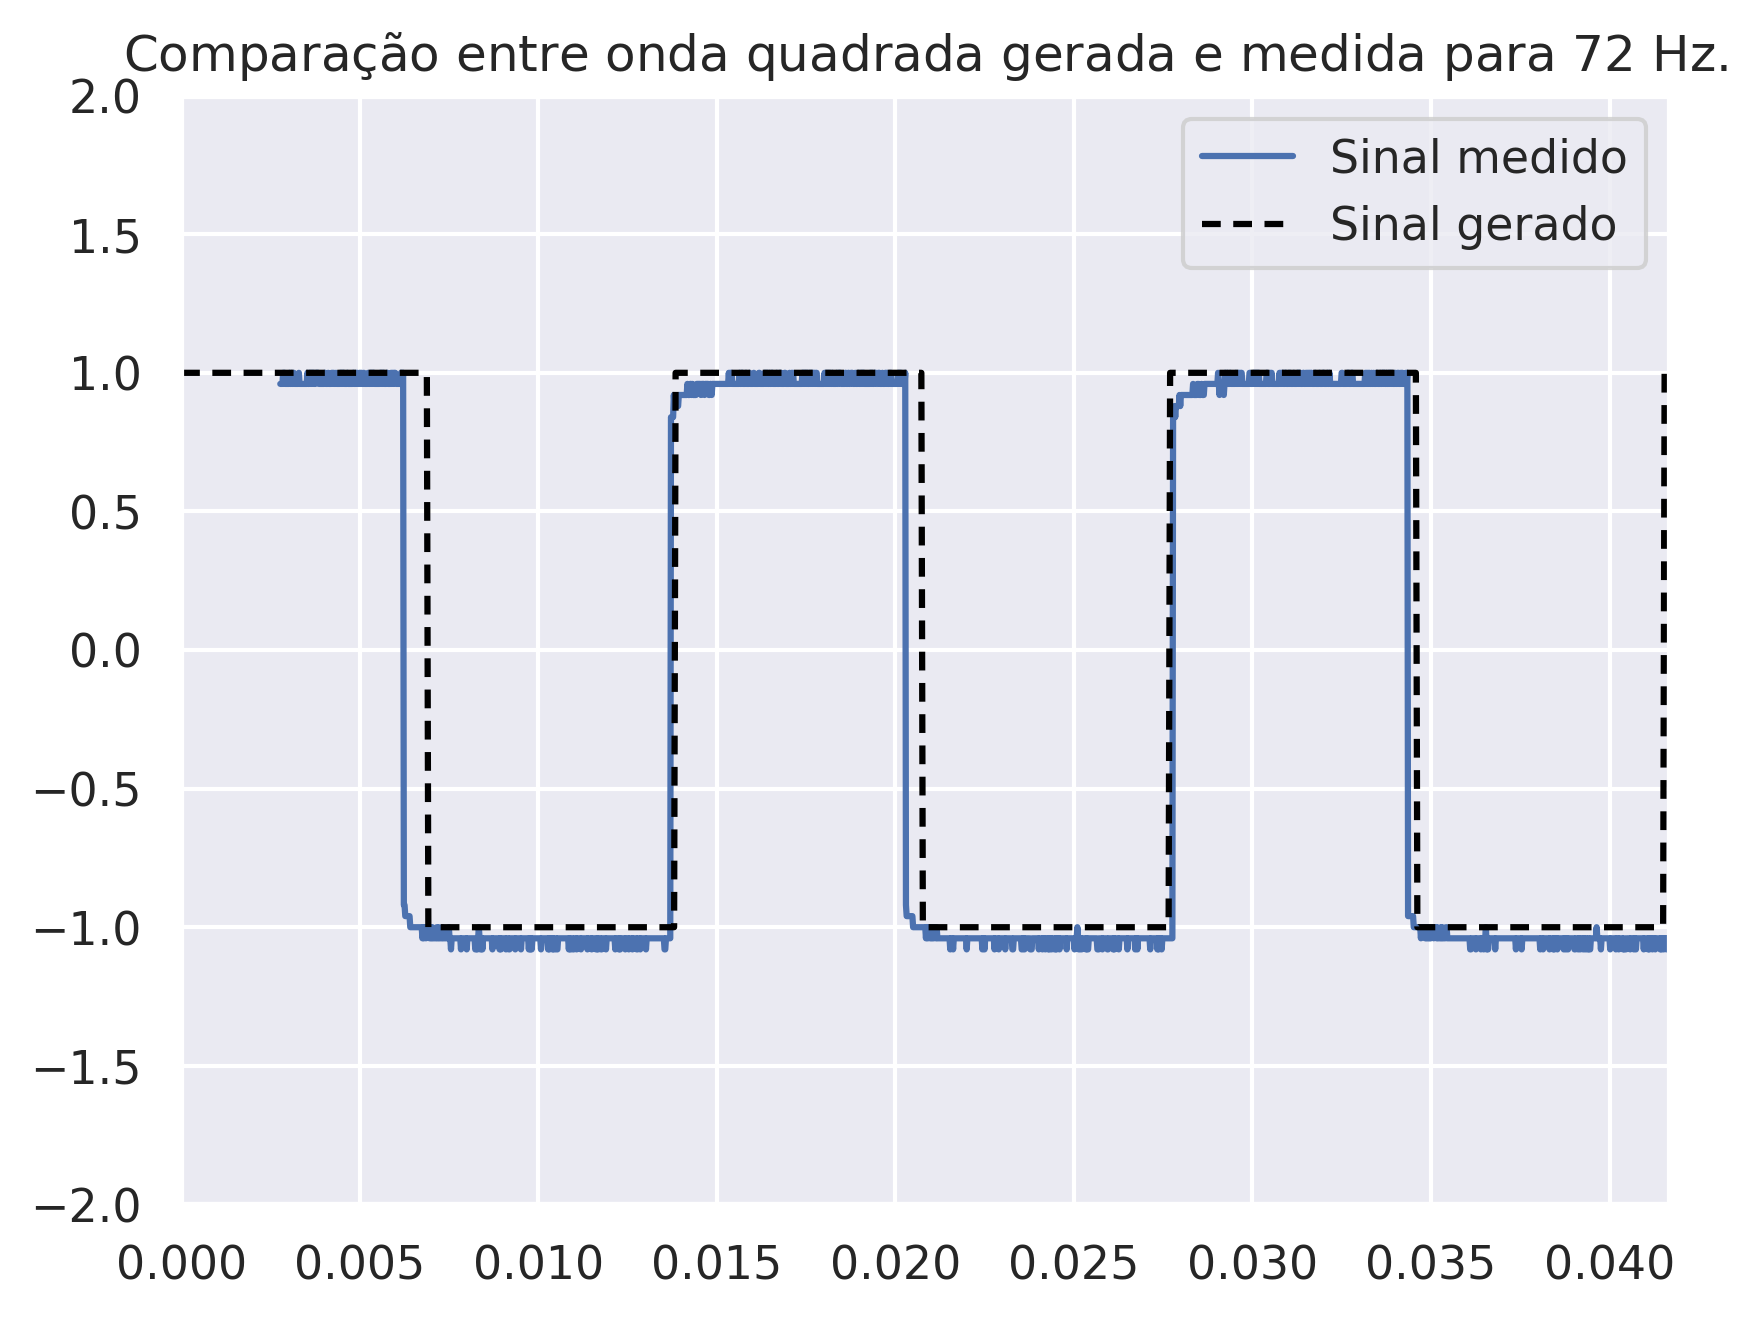 Comparação entre onda quadrada gerada e medida para 72 Hz.
2.0
1.5
1.0
0.5
0.0
−0.5
−1.0
−1.5
−2.0
Sinal medido
Sinal gerado
0.000 0.005 0.010 0.015 0.020 0.025 0.030 0.035 0.040